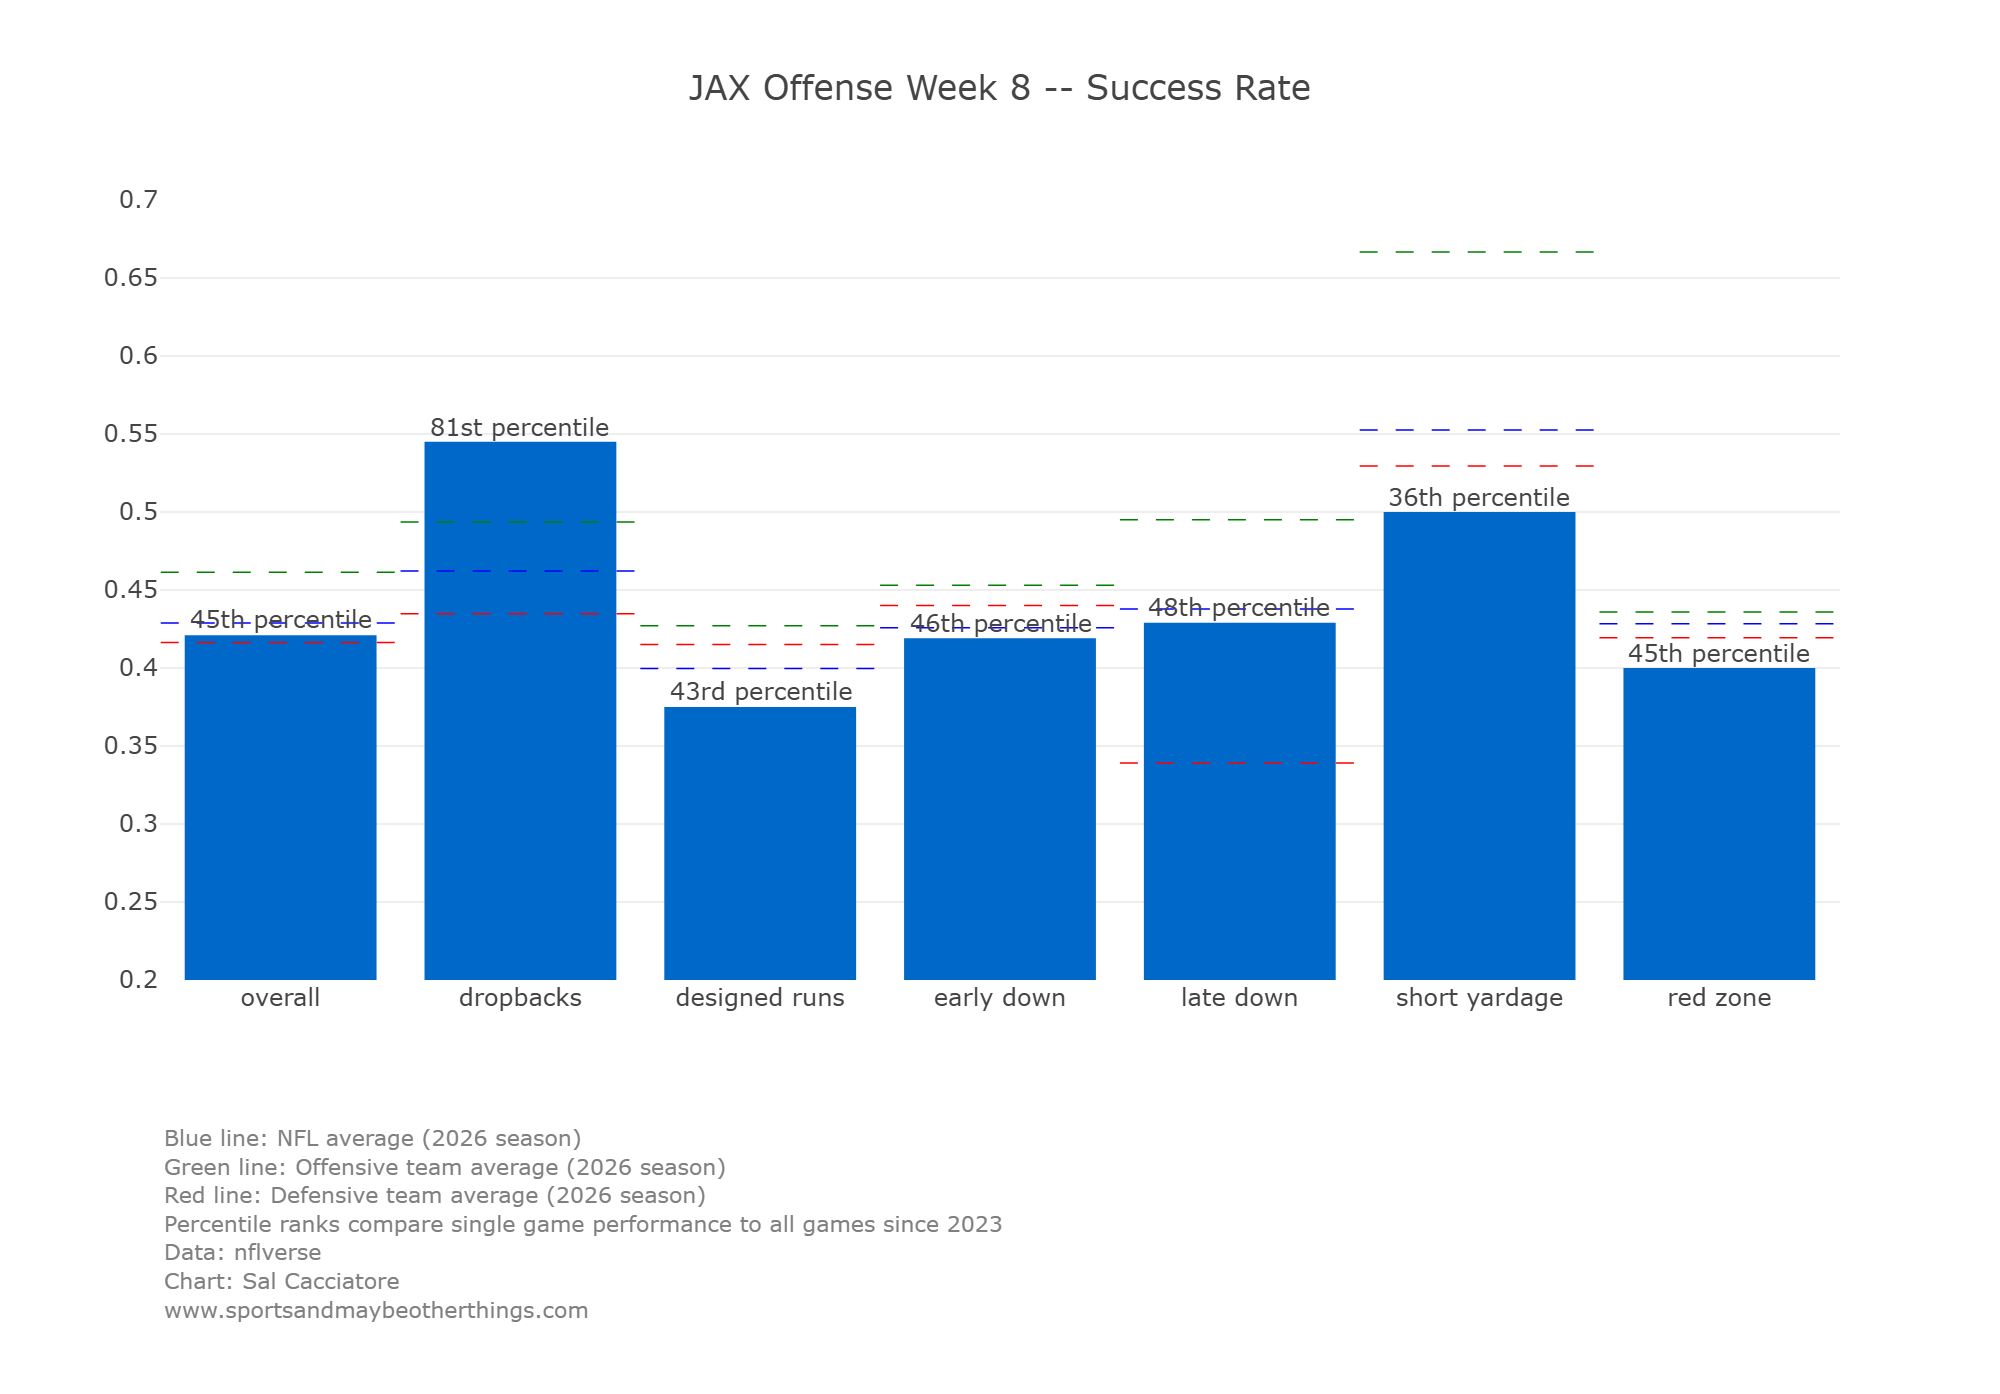 JAX Offense Week 8 -- Success Rate
0.7
0.65
0.6
0.55
0.5
0.45
0.4
0.35
0.3
0.25
0.2
45th percentile
81st percentile
43rd percentile
46th percentile
48th percentile
36th percentile
45th percentile
overall
dropbacks
designed runs
early down
late down
short yardage
red zone
Blue line: NFL average (2026 season)
Green line: Offensive team average (2026 season)
Red line: Defensive team average (2026 season)
Percentile ranks compare single game performance to all games since 2023
Data: nflverse
Chart: Sal Cacciatore
www.sportsandmaybeotherthings.com